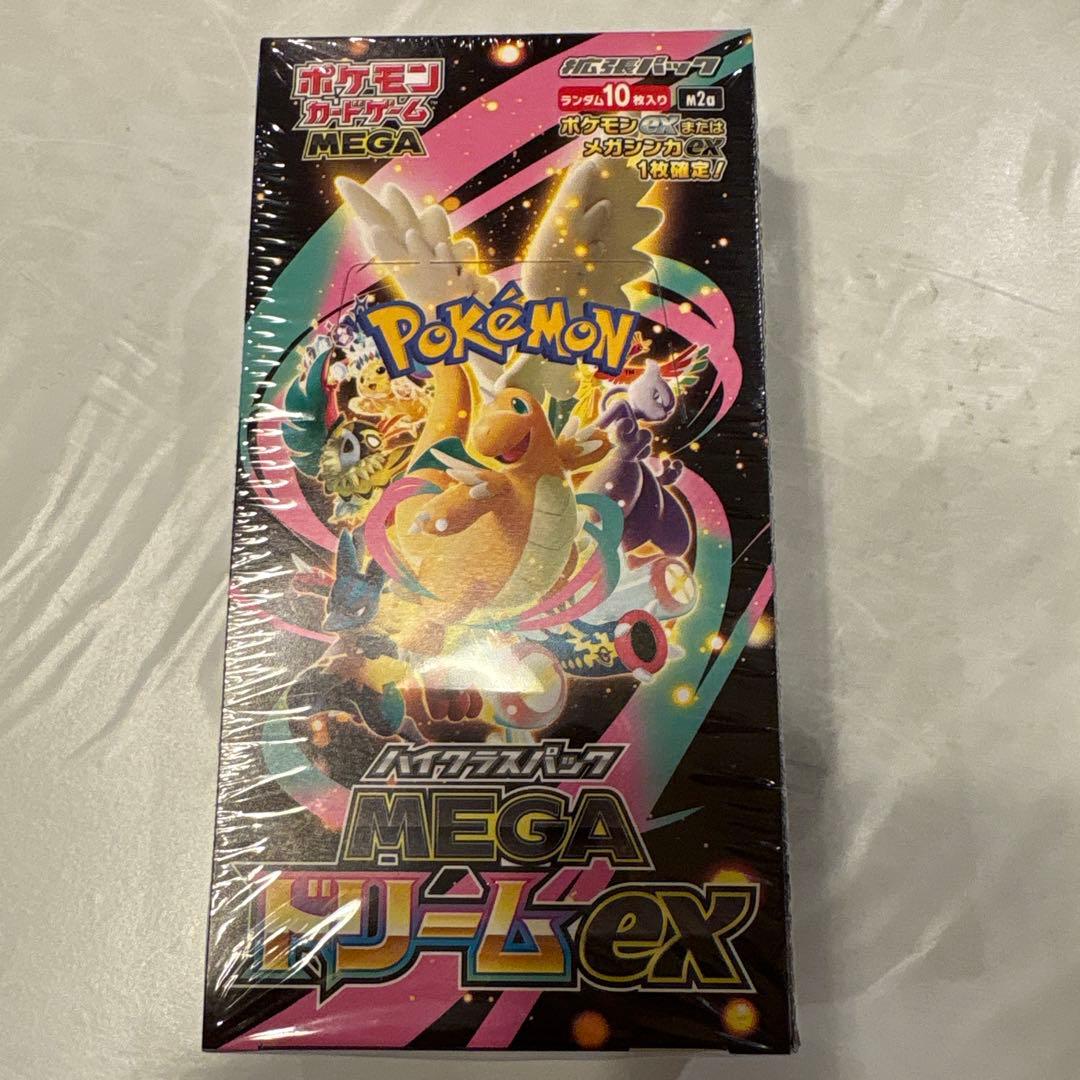 ポケモン
カードゲーム
MEGA
拡張パック
ランダム10枚入り M2a
ポケモンexまたは
メガシンカex
1枚確定!
POKéMON
TM
ハイクラスパック
MEGA
ドリームex